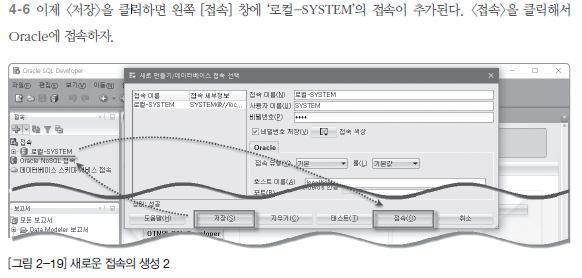 4-6 이제 <저장>을 클릭하면 왼쪽 [접속] 창에 '로컬-SYSTEM'의 접속이 추가된다. <접속>을 클릭해서
Oracle에 접속하자.
Oracle SQL Developer
파일(F) 편집(E) 보기(V) 이동(N)
새로 만들기/데이터베이스 접속 선택
접속 이름 접속 세부정보
로컬-SYSTEM SYSTEM@//loc...
접속 이름(N) 로컬-SYSTEM
사용자 이름(U) SYSTEM
비밀번호(P) ••••
비밀번호 저장(V) 접속 색상
Oracle
접속 유형(Y) 기본 롤(L) 기본값
호스트 이름(A)
포트(R)
접속
접속
로컬-SYSTEM
Oracle NoSQL 접속
데이터베이스 스키마 서비스 접속
보고서
모든 보고서
Data Modeler 보고서
상태: 성공
도움말(H) 저장(S) 지우기(C) 테스트(T) 접속(O) 취소
[그림 2-19] 새로운 접속의 생성 2